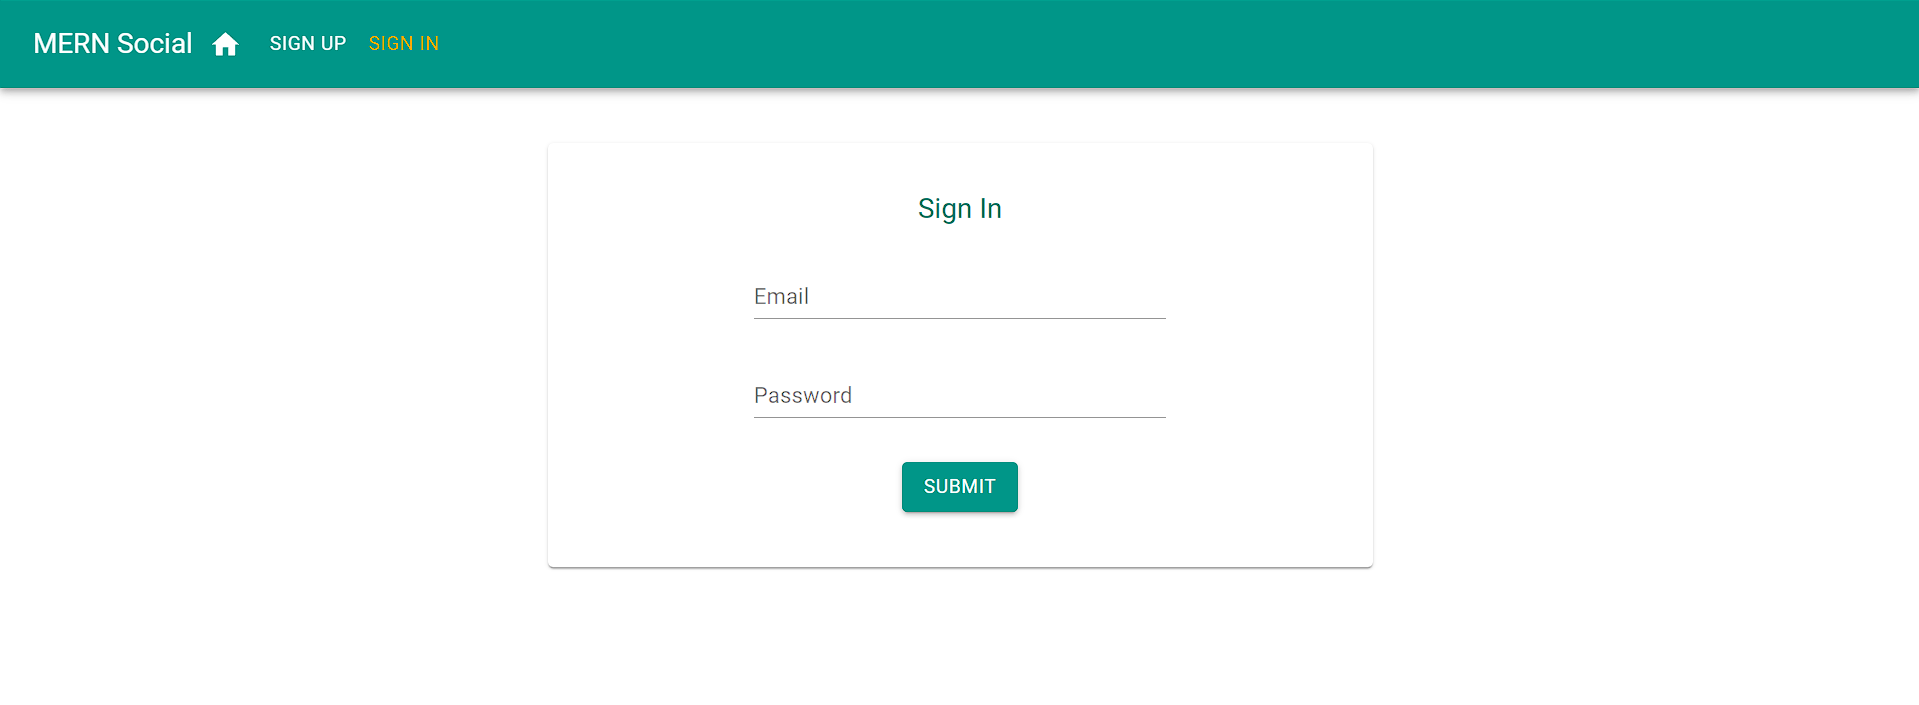 MERN Social SIGN UP SIGN IN
Sign In
Email
Password
SUBMIT